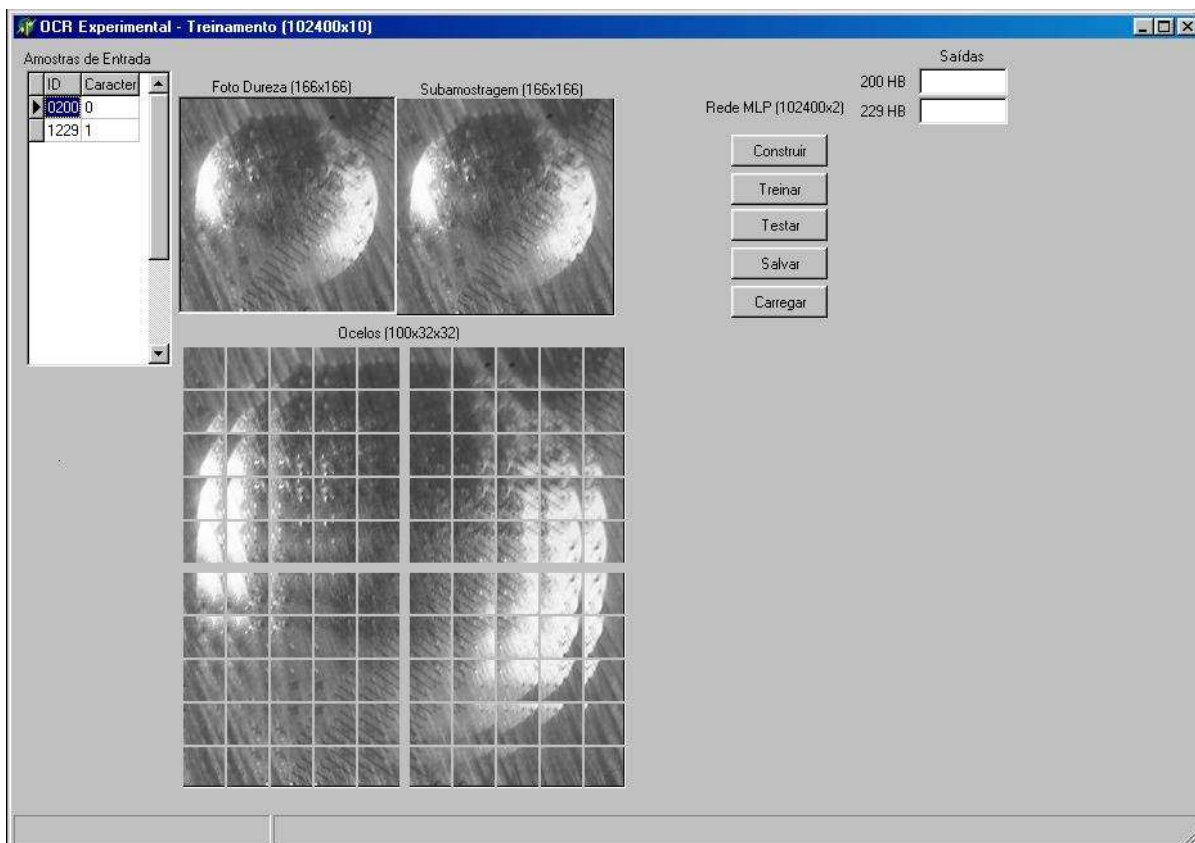 OCR Experimental - Treinamento (102400x10)
Amostras de Entrada
ID Caracter
0200 0
1229 1
Foto Dureza (166x166)
Subamostragem (166x166)
Ocelos (100x32x32)
Saídas
200 HB
Rede MLP (102400x2) 229 HB
Construir
Treinar
Testar
Salvar
Carregar